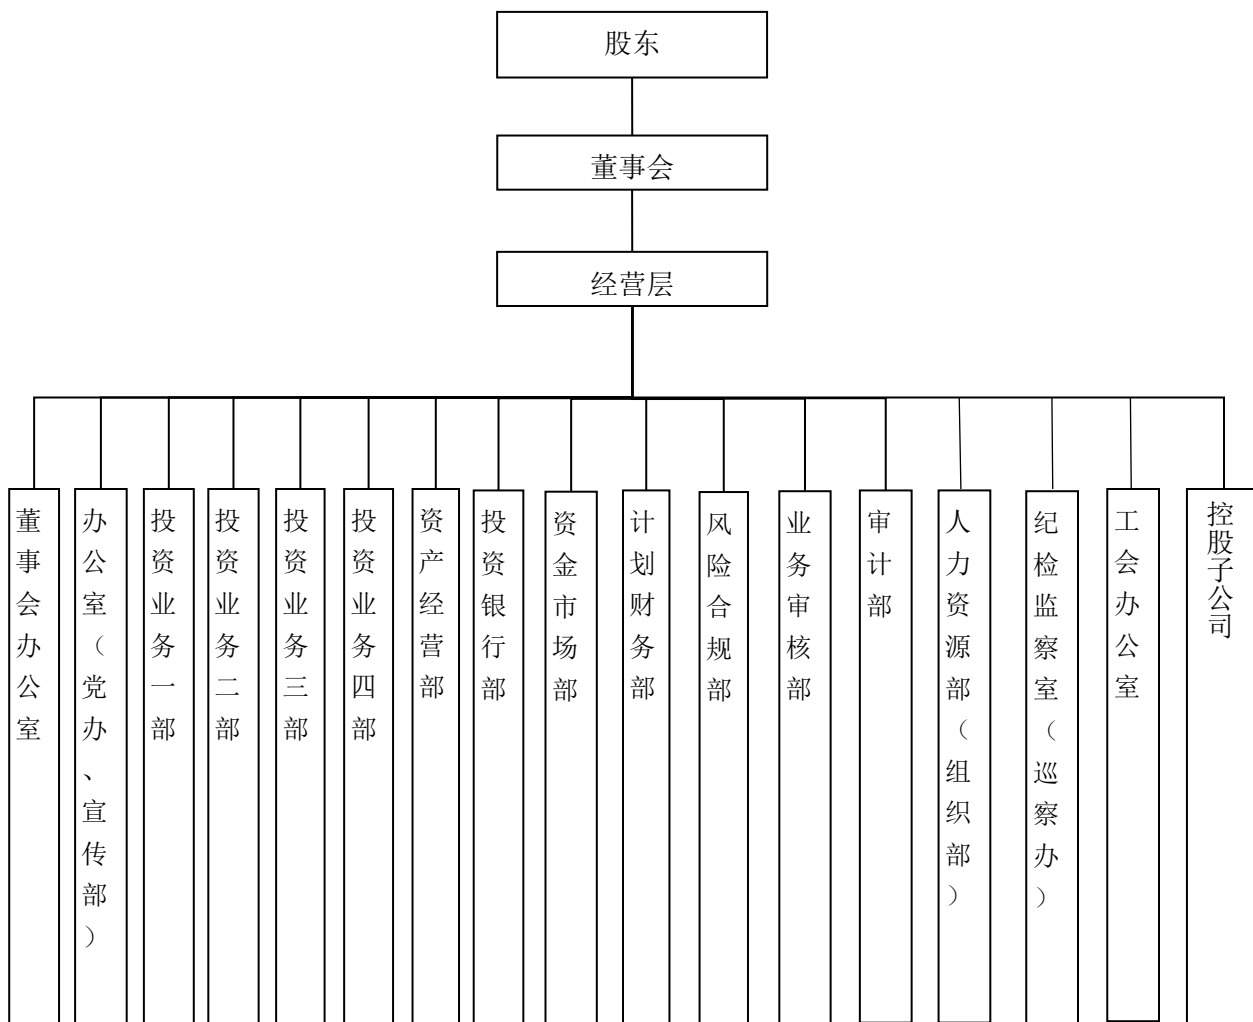 股东
董事会
经营层
董事会办公室
办公室（党办、宣传部）
投资业务一部
投资业务二部
投资业务三部
投资业务四部
资产经营部
投资银行部
资金市场部
计划财务部
风险合规部
业务审核部
审计部
人力资源部（组织部）
纪检监察室（巡察办）
工会办公室
控股子公司